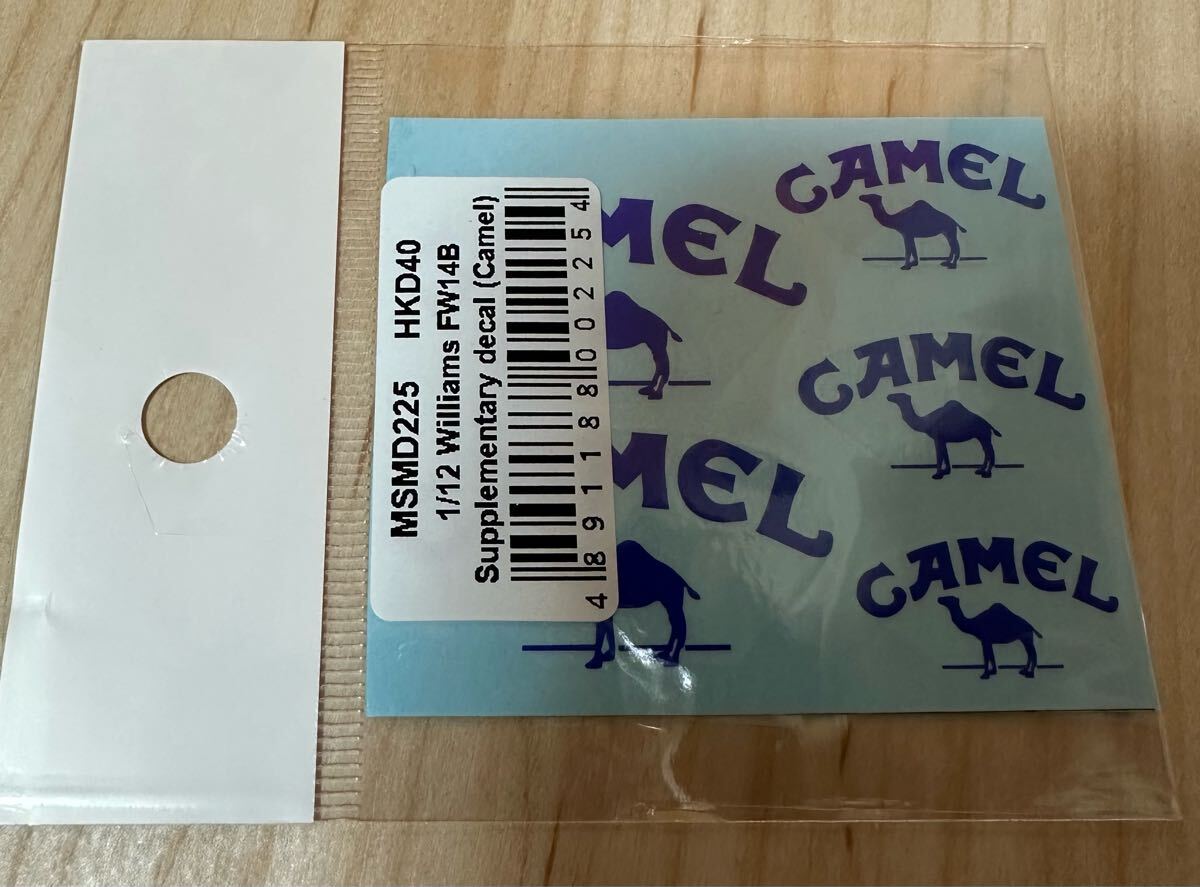 MSMD225 HKD40
1/12 Williams FW14B
Supplementary decal (Camel)
4 891188 002254
MEL
MEL
CAMEL
CAMEL
CAMEL